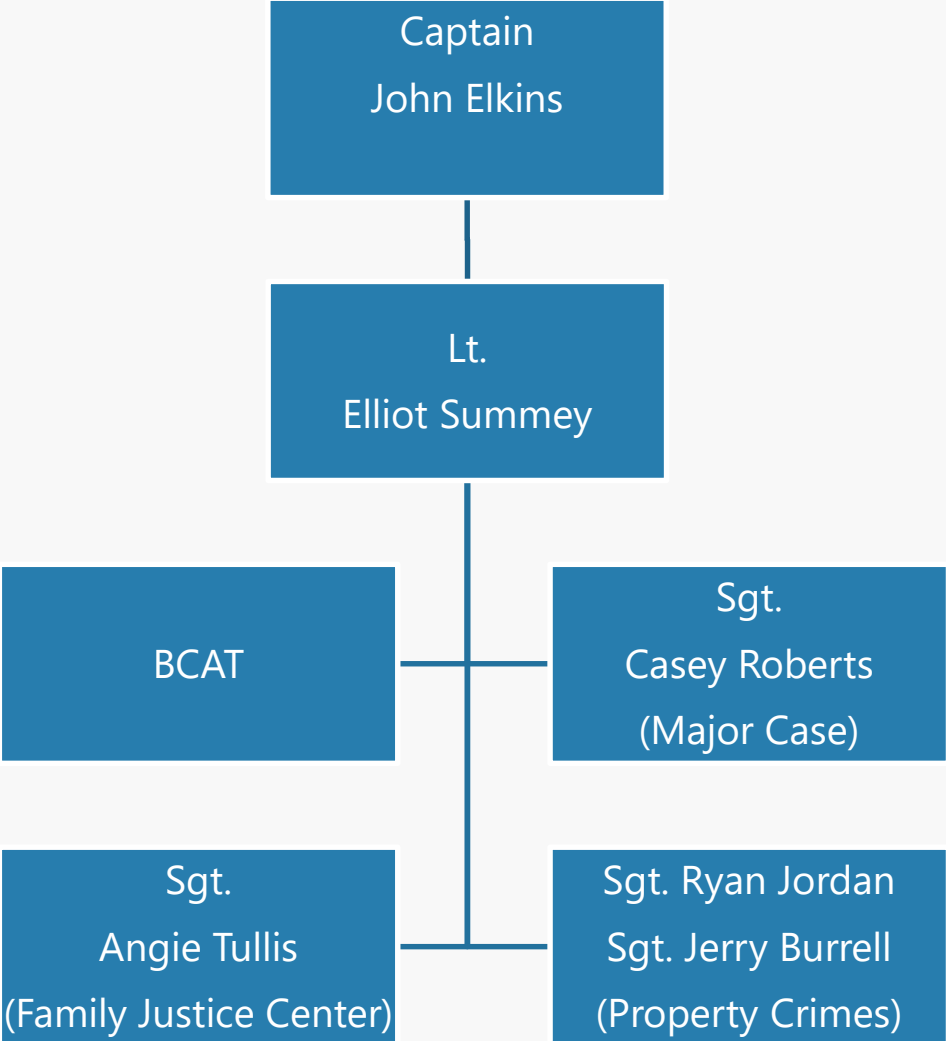 Captain
John Elkins
Lt.
Elliot Summey
BCAT
Sgt.
Casey Roberts
(Major Case)
Sgt.
Angie Tullis
(Family Justice Center)
Sgt. Ryan Jordan
Sgt. Jerry Burrell
(Property Crimes)